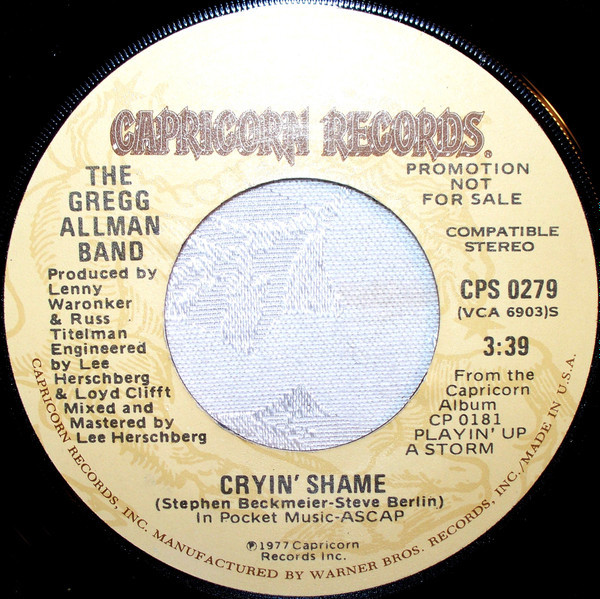 CAPRICORN RECORDS®
THE
GREGG
ALLMAN
BAND
Produced by
Lenny
Waronker
& Russ
Titelman
Engineered
by Lee
Herschberg
& Loyd Clifft
Mixed and
Mastered by
Lee Herschberg
PROMOTION
NOT
FOR SALE
COMPATIBLE
STEREO
CPS 0279
(VCA 6903)S
3:39
From the
Capricorn
Album
CP 0181
PLAYIN' UP
A STORM
CRYIN' SHAME
(Stephen Beckmeier-Steve Berlin)
In Pocket Music-ASCAP
℗1977 Capricorn
Records Inc.
CAPRICORN RECORDS, INC. MANUFACTURED BY WARNER BROS. RECORDS, INC./MADE IN U.S.A.